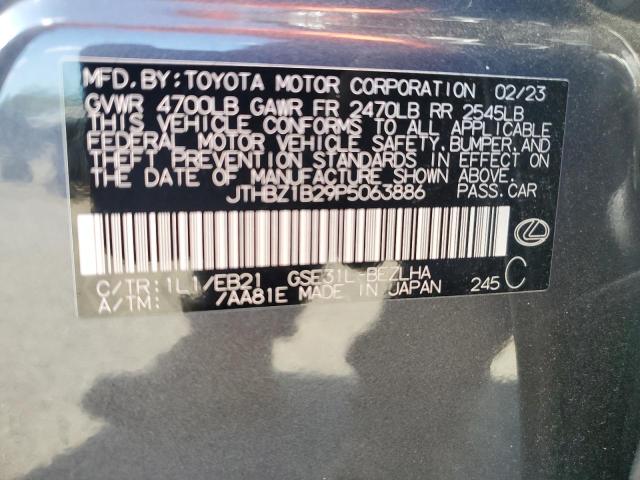 MFD. BY: TOYOTA MOTOR CORPORATION 02/23
GVWR 4700LB GAWR FR 2470LB RR 2545LB
THIS VEHICLE CONFORMS TO ALL APPLICABLE
FEDERAL MOTOR VEHICLE SAFETY, BUMPER, AND
THEFT PREVENTION STANDARDS IN EFFECT ON
THE DATE OF MANUFACTURE SHOWN ABOVE.
JTHBZ1B29P5063886 PASS. CAR
C/TR: 1L1/EB21 GSE31L-BEZLHA
A/TM: /AA81E MADE IN JAPAN 245 C